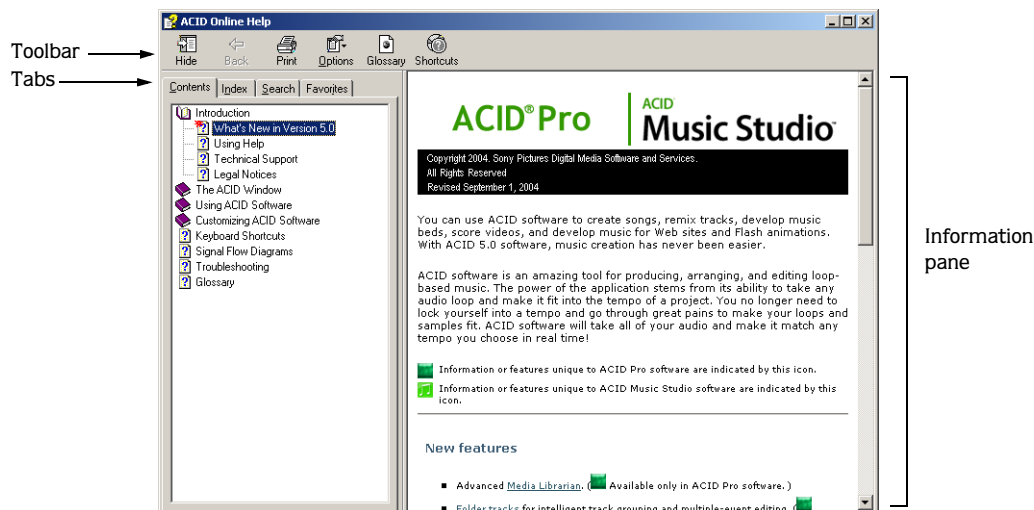 ACID Online Help
Toolbar
Hide Back Print Options Glossary Shortcuts
Tabs
Contents Index Search Favorites
Introduction
What's New in Version 5.0
Using Help
Technical Support
Legal Notices
The ACID Window
Using ACID Software
Customizing ACID Software
Keyboard Shortcuts
Signal Flow Diagrams
Troubleshooting
Glossary
ACID® Pro
ACID
Music Studio™
Copyright 2004. Sony Pictures Digital Media Software and Services.
All Rights Reserved
Revised September 1, 2004
You can use ACID software to create songs, remix tracks, develop music
beds, score videos, and develop music for Web sites and Flash animations.
With ACID 5.0 software, music creation has never been easier.
ACID software is an amazing tool for producing, arranging, and editing loop-
based music. The power of the application stems from its ability to take any
audio loop and make it fit into the tempo of a project. You no longer need to
lock yourself into a tempo and go through great pains to make your loops and
samples fit. ACID software will take all of your audio and make it match any
tempo you choose in real time!
Information or features unique to ACID Pro software are indicated by this icon.
Information or features unique to ACID Music Studio software are indicated by this
icon.
New features
■ Advanced Media Librarian. ( Available only in ACID Pro software. )
■ Folder tracks for intelligent track grouping and multiple-event editing. (
Information
pane